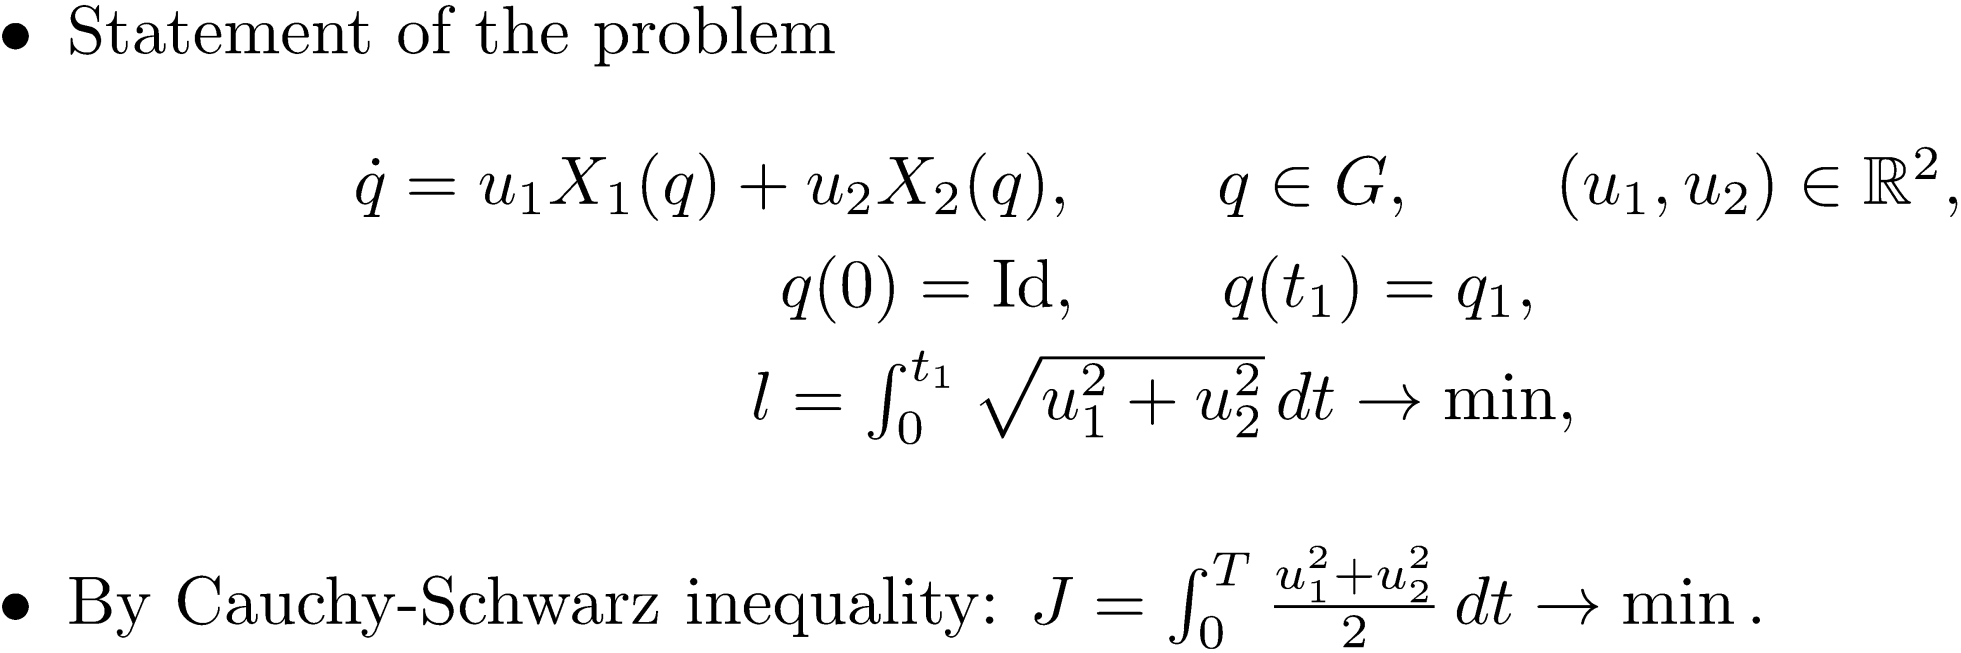 • Statement of the problem
q̇ = u₁X₁(q) + u₂X₂(q), q ∈ G, (u₁, u₂) ∈ ℝ²,
q(0) = Id, q(t₁) = q₁,
l = ∫₀^{t₁} √(u₁² + u₂²) dt → min,
• By Cauchy-Schwarz inequality: J = ∫₀^T (u₁²+u₂²)/2 dt → min .